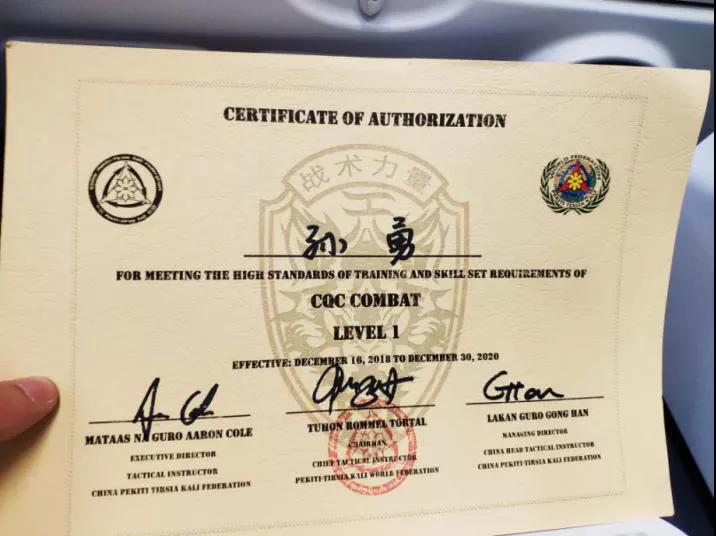 CERTIFICATE OF AUTHORIZATION
战术力量
孙勇
FOR MEETING THE HIGH STANDARDS OF TRAINING AND SKILL SET REQUIREMENTS OF
CQC COMBAT
LEVEL 1
EFFECTIVE: DECEMBER 16, 2018 TO DECEMBER 30, 2020
MATAAS NA GURO AARON COLE
EXECUTIVE DIRECTOR
TACTICAL INSTRUCTOR
CHINA PEKITI TIRSIA KALI FEDERATION
TUHON ROMMEL TORTAL
CHAIRMAN
CHIEF TACTICAL INSTRUCTOR
PEKITI-TIRSIA KALI WORLD FEDERATION
LAKAN GURO GONG HAN
MANAGING DIRECTOR
CHINA HEAD TACTICAL INSTRUCTOR
CHINA PEKITI TIRSIA KALI FEDERATION